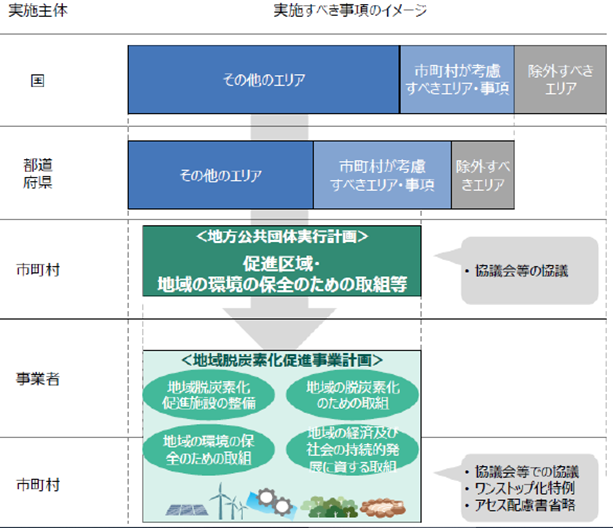 実施主体
実施すべき事項のイメージ
国
その他のエリア
市町村が考慮
すべきエリア・事項
除外すべき
エリア
都道
府県
その他のエリア
市町村が考慮
すべきエリア・事項
除外すべ
きエリア
市町村
＜地方公共団体実行計画＞
促進区域・
地域の環境の保全のための取組等
・協議会等の協議
事業者
＜地域脱炭素化促進事業計画＞
地域脱炭素化
促進施設の整備
地域の脱炭素化
のための取組
地域の環境の保
全のための取組
地域の経済及び
社会の持続的発
展に資する取組
市町村
・協議会等での協議
・ワンストップ化特例
・アセス配慮書省略